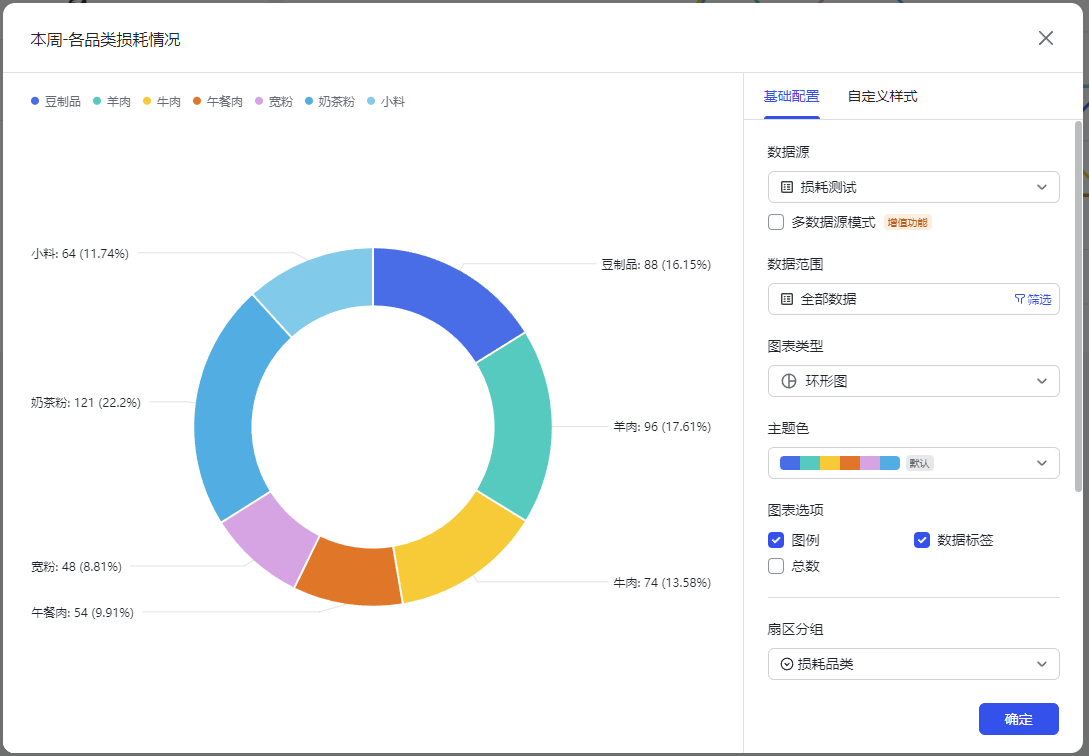 本周-各品类损耗情况
豆制品 羊肉 牛肉 午餐肉 宽粉 奶茶粉 小料
小料: 64 (11.74%)
豆制品: 88 (16.15%)
奶茶粉: 121 (22.2%)
羊肉: 96 (17.61%)
宽粉: 48 (8.81%)
牛肉: 74 (13.58%)
午餐肉: 54 (9.91%)
基础配置 自定义样式
数据源
损耗测试
多数据源模式 增值功能
数据范围
全部数据 筛选
图表类型
环形图
主题色
默认
图表选项
图例 数据标签
总数
扇区分组
损耗品类
确定